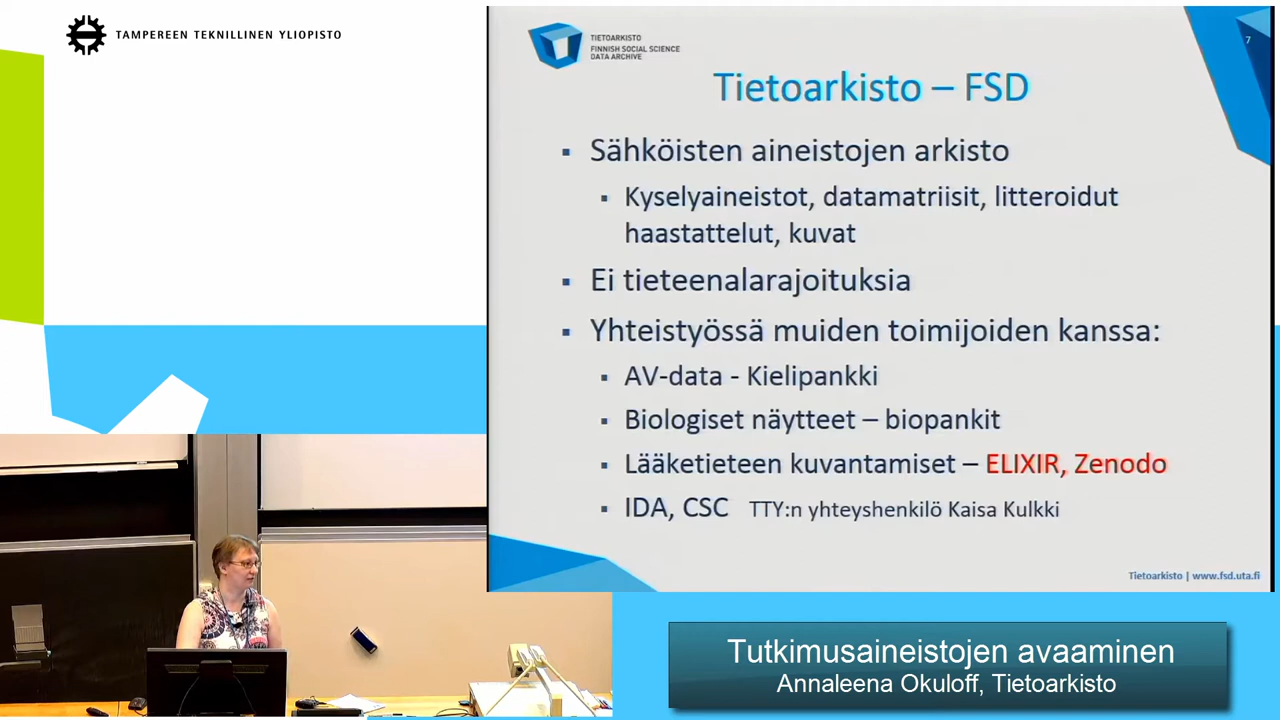 TAMPEREEN TEKNILLINEN YLIOPISTO
TIETOARKISTO
FINNISH SOCIAL SCIENCE
DATA ARCHIVE
7
Tietoarkisto – FSD
▪ Sähköisten aineistojen arkisto
▪ Kyselyaineistot, datamatriisit, litteroidut
haastattelut, kuvat
▪ Ei tieteenalarajoituksia
▪ Yhteistyössä muiden toimijoiden kanssa:
▪ AV-data - Kielipankki
▪ Biologiset näytteet – biopankit
▪ Lääketieteen kuvantamiset – ELIXIR, Zenodo
▪ IDA, CSC TTY:n yhteyshenkilö Kaisa Kulkki
Tietoarkisto | www.fsd.uta.fi
Tutkimusaineistojen avaaminen
Annaleena Okuloff, Tietoarkisto